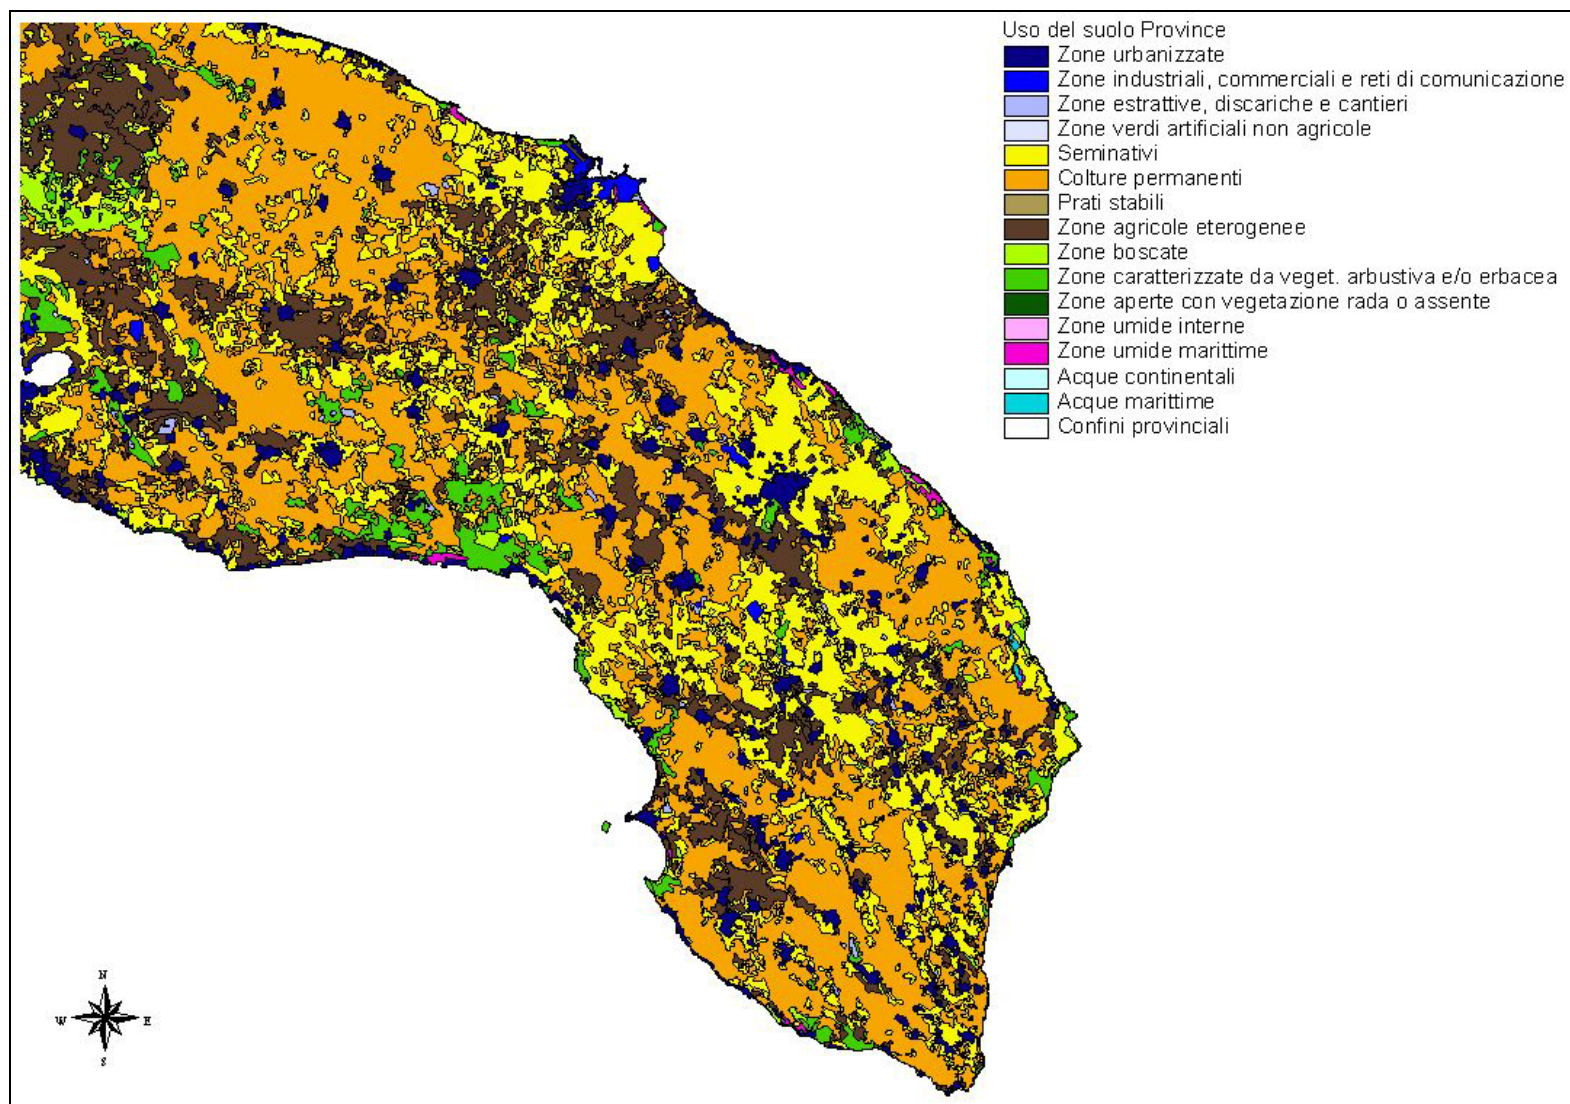 Uso del suolo Province
Zone urbanizzate
Zone industriali, commerciali e reti di comunicazione
Zone estrattive, discariche e cantieri
Zone verdi artificiali non agricole
Seminativi
Colture permanenti
Prati stabili
Zone agricole eterogenee
Zone boscate
Zone caratterizzate da veget. arbustiva e/o erbacea
Zone aperte con vegetazione rada o assente
Zone umide interne
Zone umide marittime
Acque continentali
Acque marittime
Confini provinciali
N
W E
S